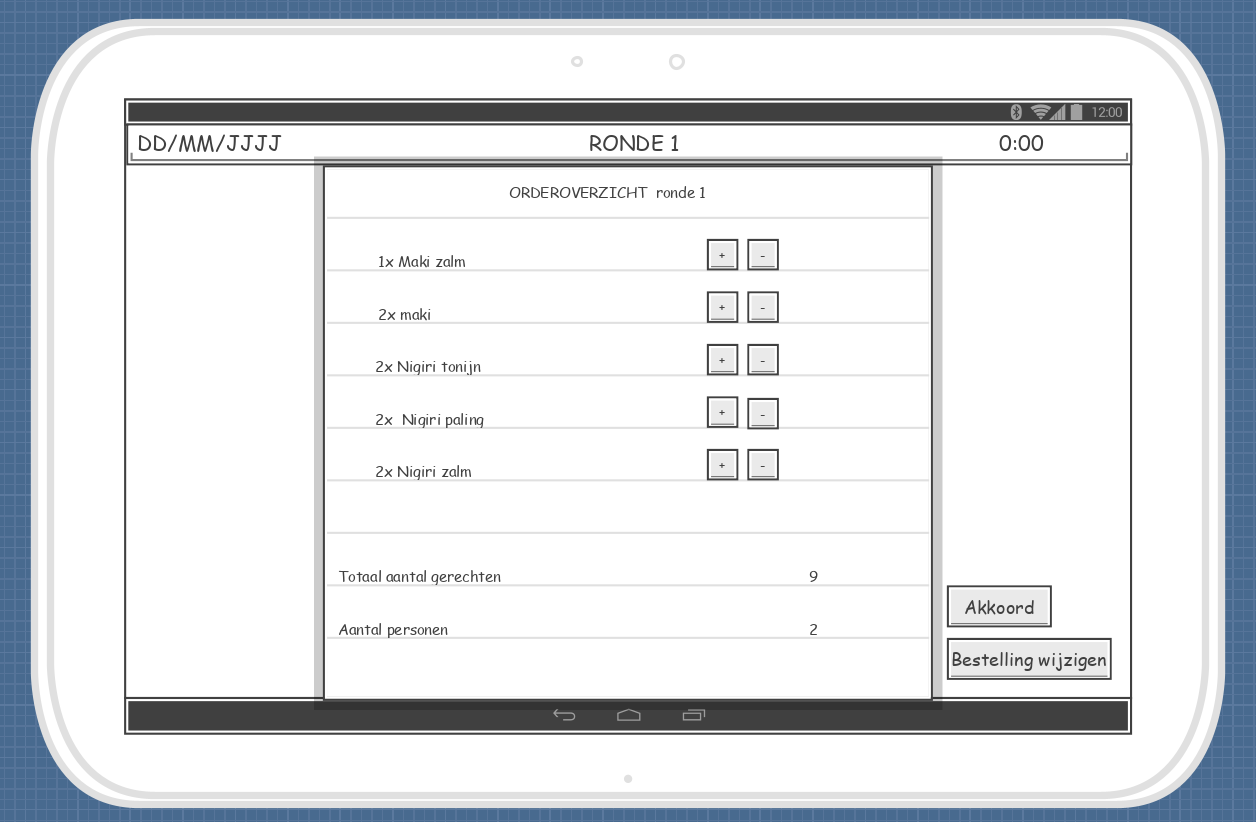 12:00
DD/MM/JJJJ RONDE 1 0:00
ORDEROVERZICHT ronde 1
1x Maki zalm + -
2x maki + -
2x Nigiri tonijn + -
2x Nigiri paling + -
2x Nigiri zalm + -
Totaal aantal gerechten 9
Aantal personen 2
Akkoord
Bestelling wijzigen